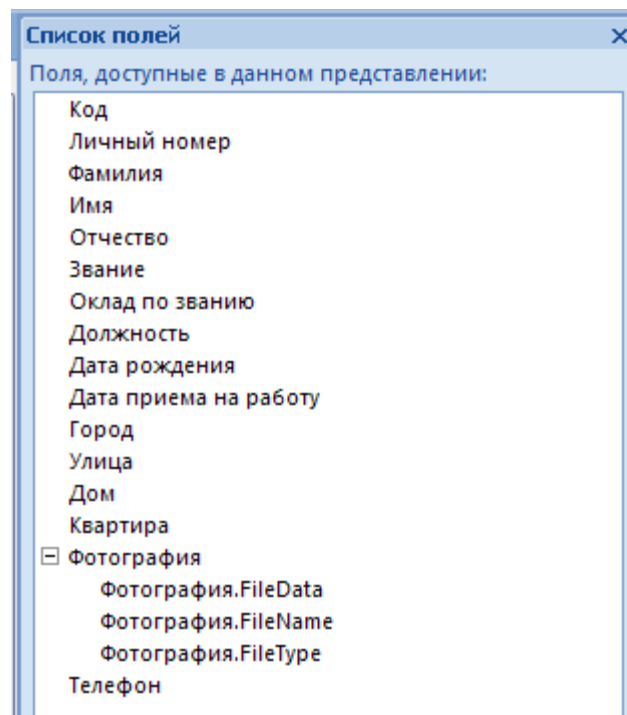 Список полей
Поля, доступные в данном представлении:
Код
Личный номер
Фамилия
Имя
Отчество
Звание
Оклад по званию
Должность
Дата рождения
Дата приема на работу
Город
Улица
Дом
Квартира
Фотография
Фотография.FileData
Фотография.FileName
Фотография.FileType
Телефон